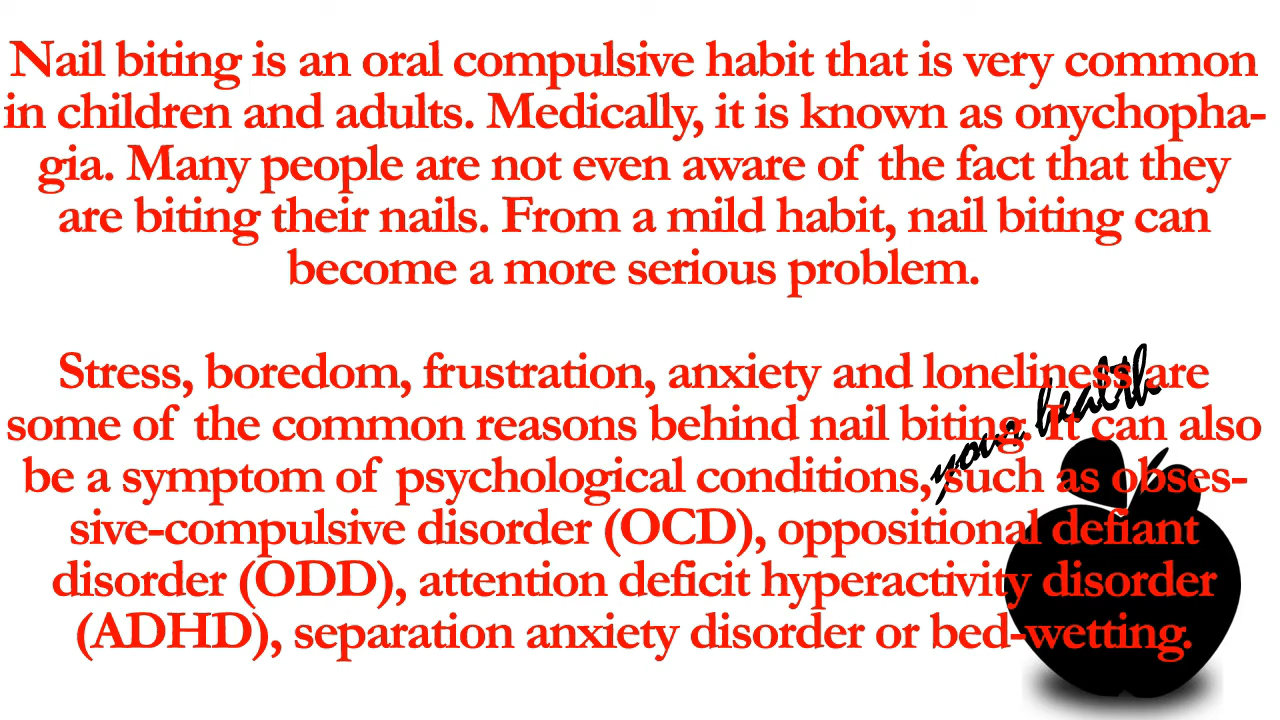 Nail biting is an oral compulsive habit that is very common
in children and adults. Medically, it is known as onychopha-
gia. Many people are not even aware of the fact that they
are biting their nails. From a mild habit, nail biting can
become a more serious problem.
Stress, boredom, frustration, anxiety and loneliness are
some of the common reasons behind nail biting. It can also
be a symptom of psychological conditions, such as obses-
sive-compulsive disorder (OCD), oppositional defiant
disorder (ODD), attention deficit hyperactivity disorder
(ADHD), separation anxiety disorder or bed-wetting.
your health